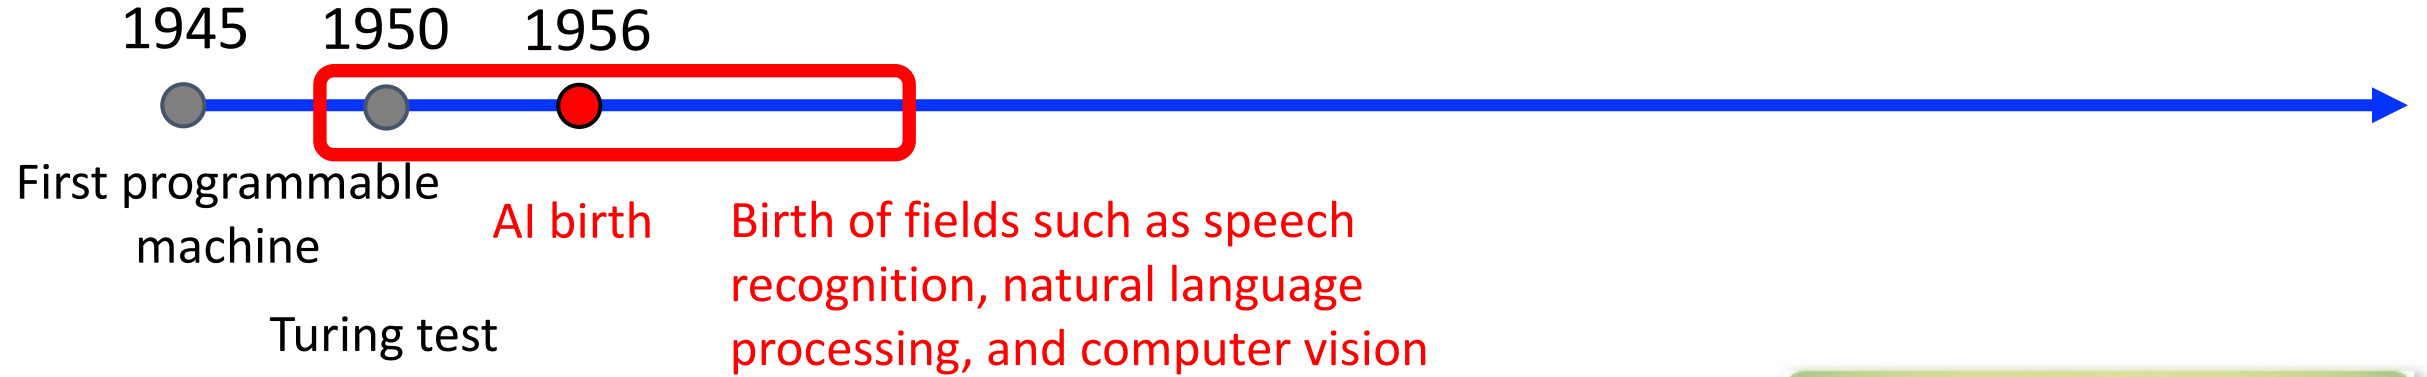 1945 1950 1956
First programmable
machine
Turing test
AI birth
Birth of fields such as speech
recognition, natural language
processing, and computer vision